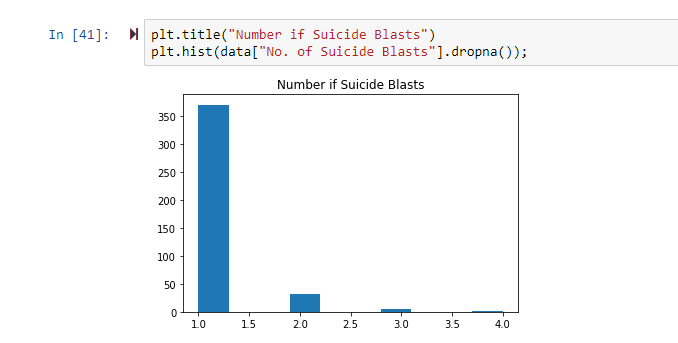 In [41]:
plt.title("Number if Suicide Blasts")
plt.hist(data["No. of Suicide Blasts"].dropna());
Number if Suicide Blasts
350
300
250
200
150
100
50
0
1.0 1.5 2.0 2.5 3.0 3.5 4.0